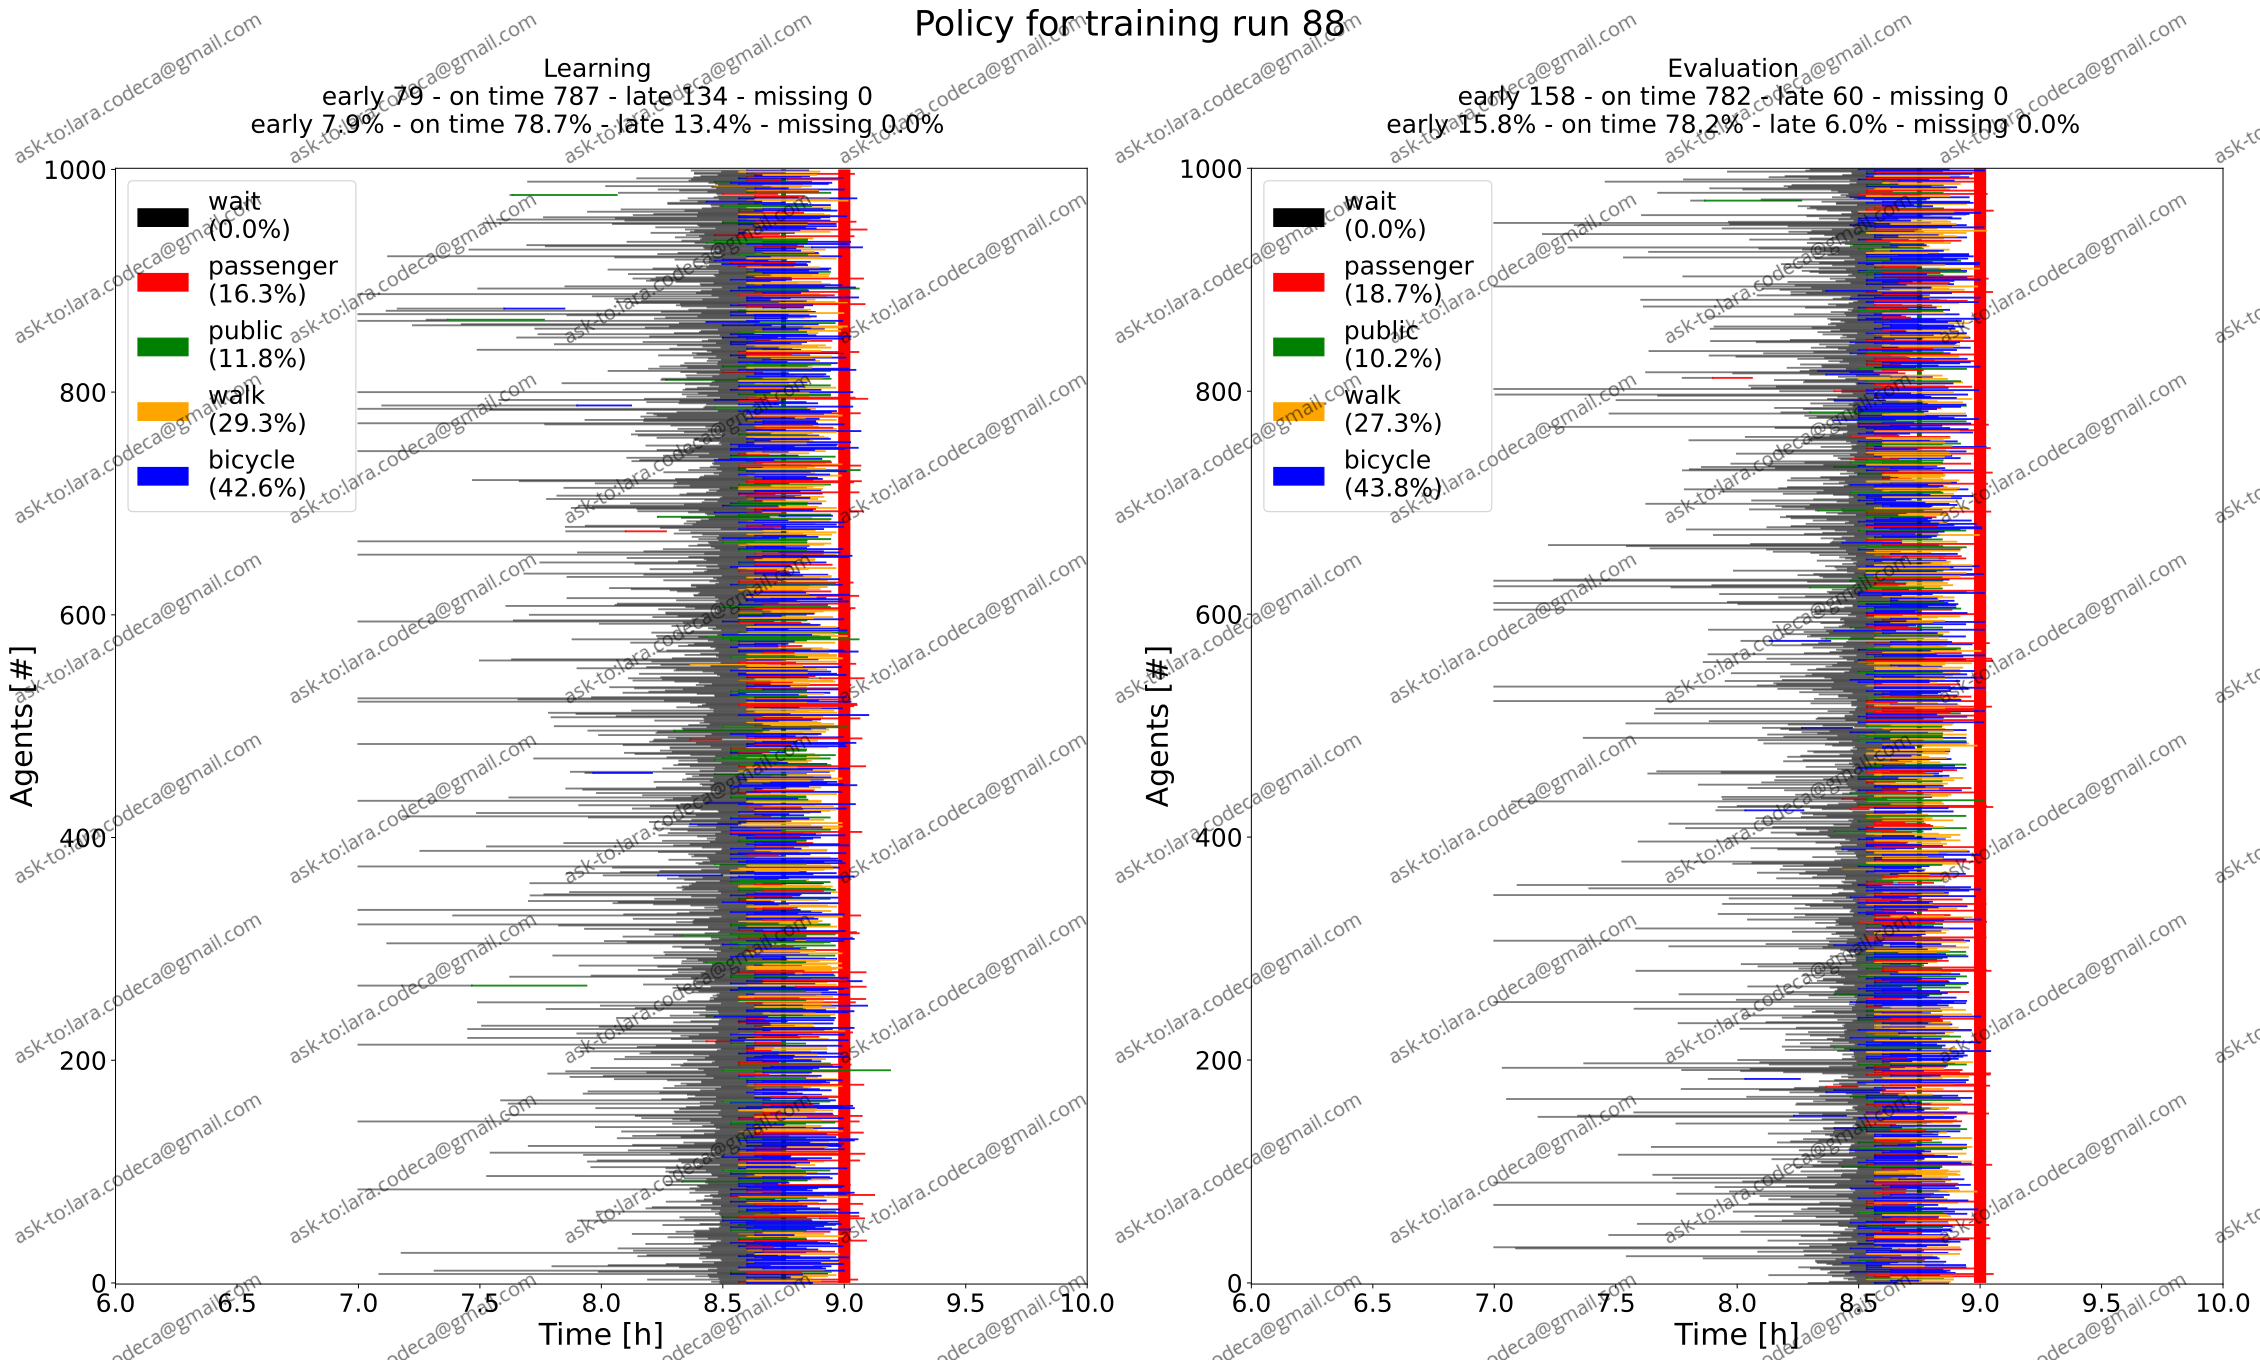 Policy for training run 88
Learning
early 79 - on time 787 - late 134 - missing 0
early 7.9% - on time 78.7% - late 13.4% - missing 0.0%
1000
800
600
400
200
0
Agents [#]
wait
(0.0%)
passenger
(16.3%)
public
(11.8%)
walk
(29.3%)
bicycle
(42.6%)
6.0 6.5 7.0 7.5 8.0 8.5 9.0 9.5 10.0
Time [h]
Evaluation
early 158 - on time 782 - late 60 - missing 0
early 15.8% - on time 78.2% - late 6.0% - missing 0.0%
1000
800
600
400
200
0
Agents [#]
wait
(0.0%)
passenger
(18.7%)
public
(10.2%)
walk
(27.3%)
bicycle
(43.8%)
6.0 6.5 7.0 7.5 8.0 8.5 9.0 9.5 10.0
Time [h]
ask-to:lara.codeca@gmail.com